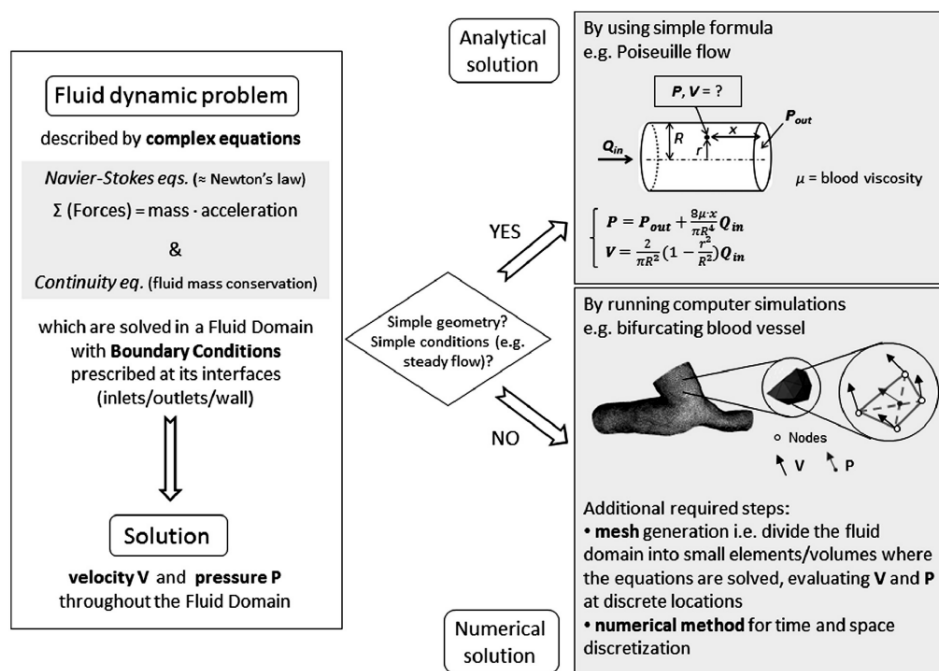 Fluid dynamic problem
described by complex equations
Navier-Stokes eqs. (≈ Newton's law)
Σ (Forces) = mass · acceleration
&
Continuity eq. (fluid mass conservation)
which are solved in a Fluid Domain
with Boundary Conditions
prescribed at its interfaces
(inlets/outlets/wall)
Solution
velocity V and pressure P
throughout the Fluid Domain
Simple geometry?
Simple conditions (e.g.
steady flow)?
YES
NO
Analytical
solution
By using simple formula
e.g. Poiseuille flow
P, V = ?
P_out
R
x
r
Q_in
μ = blood viscosity
P = P_out + \frac{8μ·x}{πR^4} Q_in
V = \frac{2}{πR^2}(1 − \frac{r^2}{R^2})Q_in
By running computer simulations
e.g. bifurcating blood vessel
Nodes
V P
Additional required steps:
• mesh generation i.e. divide the fluid
domain into small elements/volumes where
the equations are solved, evaluating V and P
at discrete locations
• numerical method for time and space
discretization
Numerical
solution